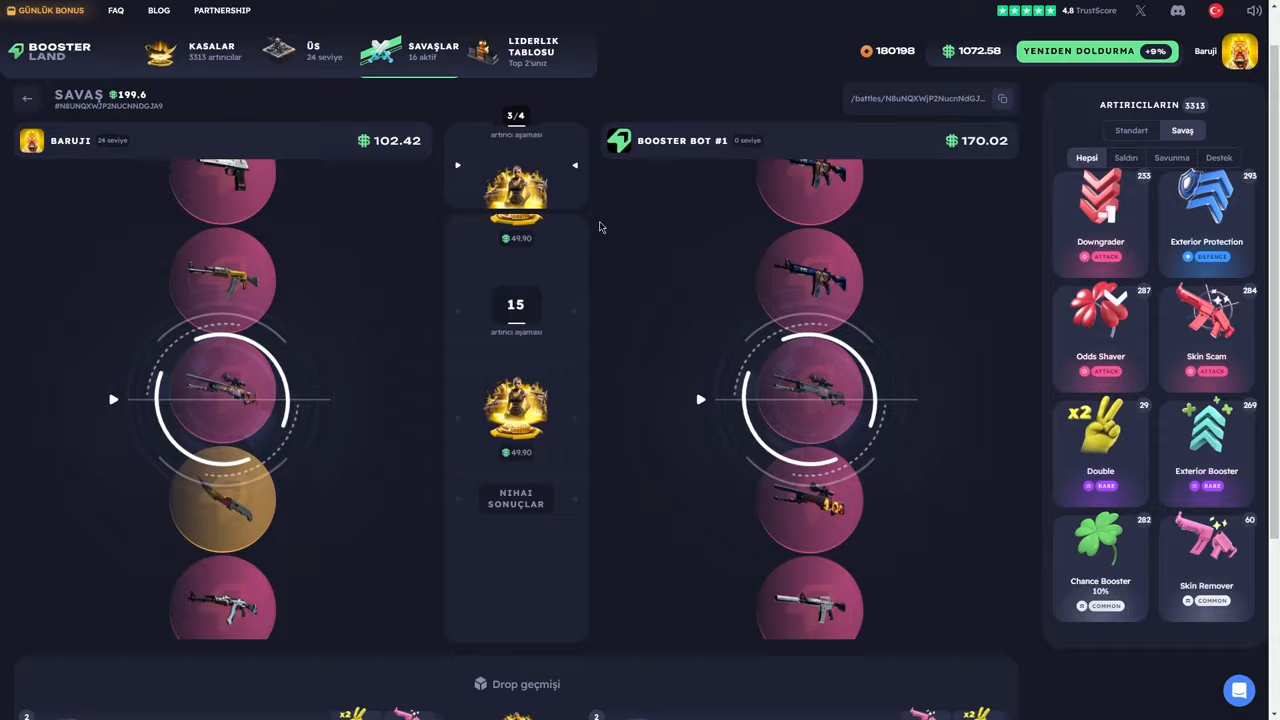 GÜNLÜK BONUS
FAQ
BLOG
PARTNERSHIP
4.8 TrustScore
BOOSTER
LAND
KASALAR
3313 artırıcılar
ÜS
24 seviye
SAVAŞLAR
16 aktif
LIDERLIK
TABLOSU
Top 2'sınız
180198
1072.58
YENIDEN DOLDURMA +9%
Baruji
SAVAŞ 199.6
#N8UNQXWJP2NUCNNDGJA9
/battles/N8uNQXWjP2NucnNdGJ...
BARUJI 24 seviye 102.42
3/4
artırıcı aşaması
BOOSTER BOT #1 0 seviye 170.02
49.90
15
artırıcı aşaması
49.90
NIHAI
SONUÇLAR
ARTIRICILARIN 3313
Standart
Savaş
Hepsi
Saldırı
Savunma
Destek
233
Downgrader
ATTACK
293
Exterior Protection
DEFENCE
287
Odds Shaver
ATTACK
284
Skin Scam
ATTACK
x2
29
Double
RARE
269
Exterior Booster
RARE
282
Chance Booster
10%
COMMON
60
Skin Remover
COMMON
Drop geçmişi
2
x2
2
x2